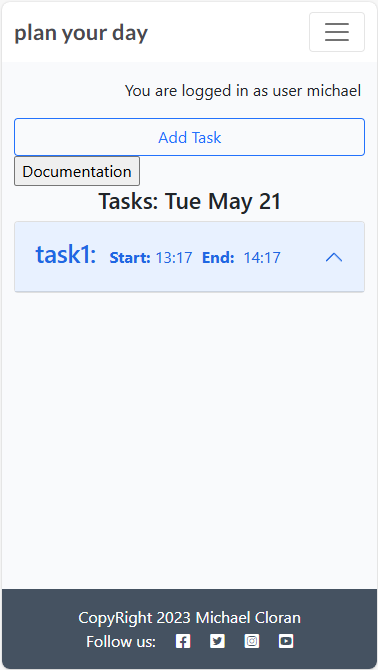 plan your day
You are logged in as user michael
Add Task
Documentation
Tasks: Tue May 21
task1: Start: 13:17 End: 14:17
CopyRight 2023 Michael Cloran
Follow us: